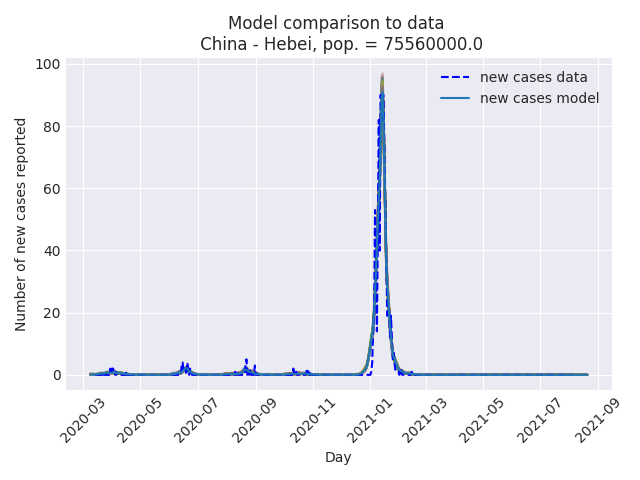 Model comparison to data
China - Hebei, pop. = 75560000.0
new cases data
new cases model
Number of new cases reported
100
80
60
40
20
0
2020-03
2020-05
2020-07
2020-09
2020-11
2021-01
2021-03
2021-05
2021-07
2021-09
Day